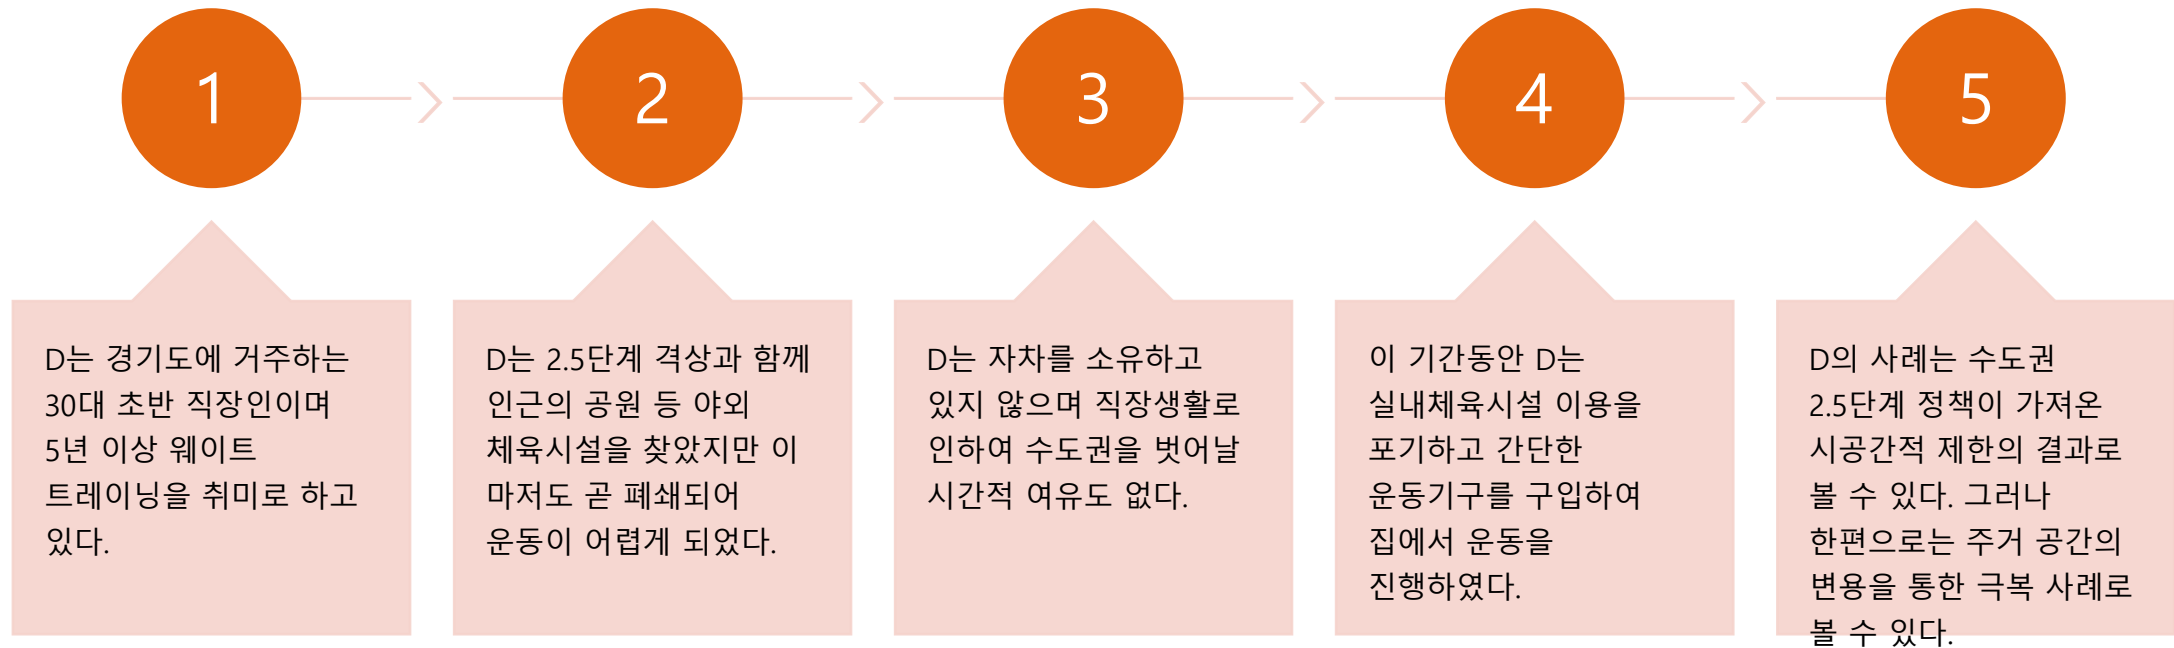 1
2
3
4
5
D는 경기도에 거주하는
30대 초반 직장인이며
5년 이상 웨이트
트레이닝을 취미로 하고
있다.
D는 2.5단계 격상과 함께
인근의 공원 등 야외
체육시설을 찾았지만 이
마저도 곧 폐쇄되어
운동이 어렵게 되었다.
D는 자차를 소유하고
있지 않으며 직장생활로
인하여 수도권을 벗어날
시간적 여유도 없다.
이 기간동안 D는
실내체육시설 이용을
포기하고 간단한
운동기구를 구입하여
집에서 운동을
진행하였다.
D의 사례는 수도권
2.5단계 정책이 가져온
시공간적 제한의 결과로
볼 수 있다. 그러나
한편으로는 주거 공간의
변용을 통한 극복 사례로
볼 수 있다.